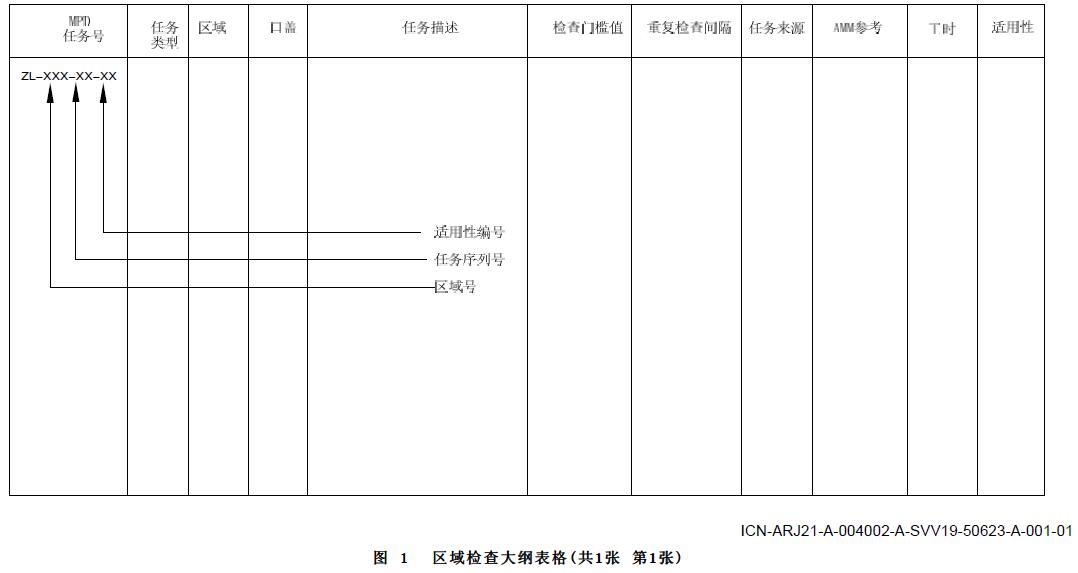 MPD
任务号
任务
类型
区域
口盖
任务描述
检查门槛值
重复检查间隔
任务来源
AMM参考
工时
适用性
ZL-XXX-XX-XX
适用性编号
任务序列号
区域号
ICN-ARJ21-A-004002-A-SVV19-50623-A-001-01
图 1 区域检查大纲表格(共1张 第1张)